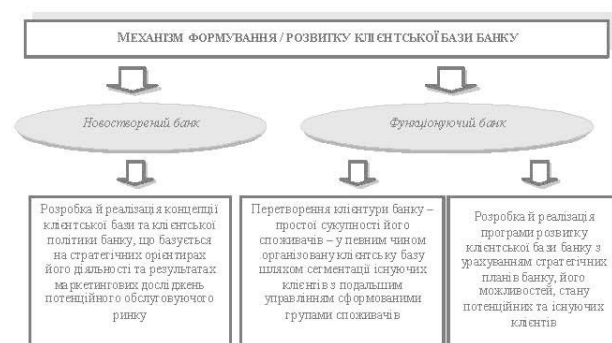 МЕХАНІЗМ ФОРМУВАННЯ / РОЗВИТКУ КЛІЄНТСЬКОЇ БАЗИ БАНКУ
Новостворений банк
Функціонуючий банк
Розробка й реалізація концепції
клієнтської бази та клієнтської
політики банку, що базується
на стратегічних орієнтирах
його діяльності та результатах
маркетингових досліджень
потенційного обслуговуючого
ринку
Перетворення клієнтури банку –
простої сукупності його
споживачів – у певним чином
організовану клієнтську базу
шляхом сегментації існуючих
клієнтів з подальшим
управлінням сформованими
групами споживачів
Розробка й реалізація
програми розвитку
клієнтської бази банку з
урахуванням стратегічних
планів банку, його
можливостей, стану
потенційних та існуючих
клієнтів